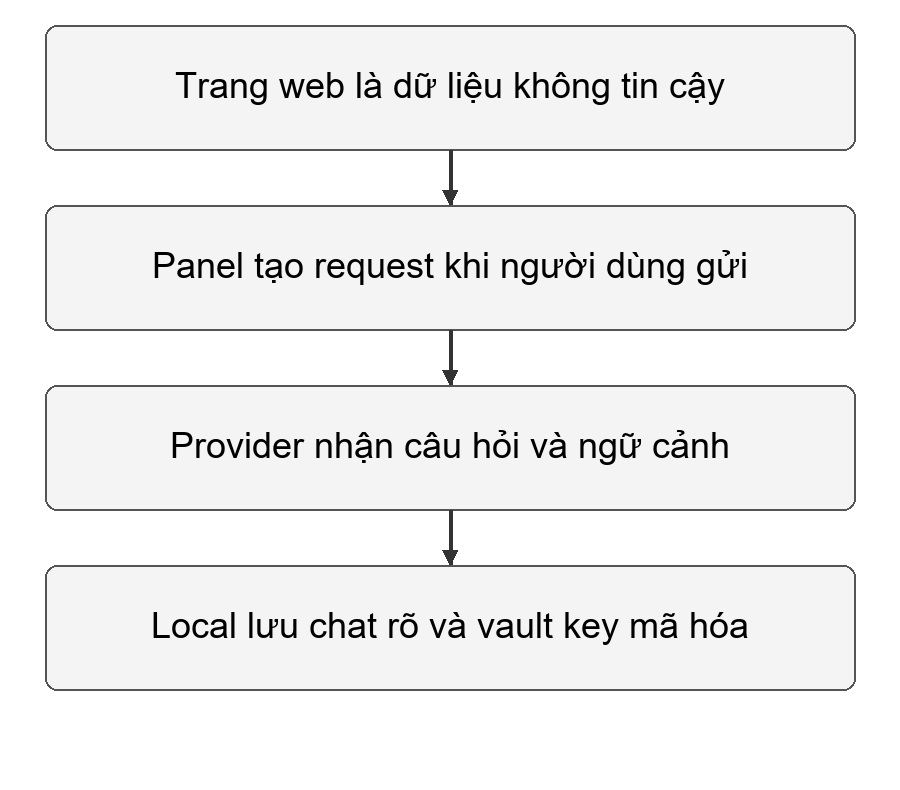 Trang web là dữ liệu không tin cậy
Panel tạo request khi người dùng gửi
Provider nhận câu hỏi và ngữ cảnh
Local lưu chat rõ và vault key mã hóa